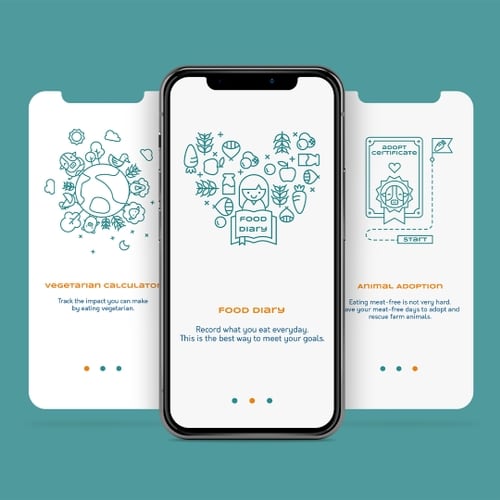 VEGETARIAN CALCULATOR
Track the impact you can make
by eating vegetarian.
FOOD
DIARY
FOOD DIARY
Record what you eat everyday.
This is the best way to meet your goals.
ADOPT
CERTIFICATE
START
ANIMAL ADOPTION
Eating meat-free is not very hard.
your meat-free days to adopt and
rescue farm animals.